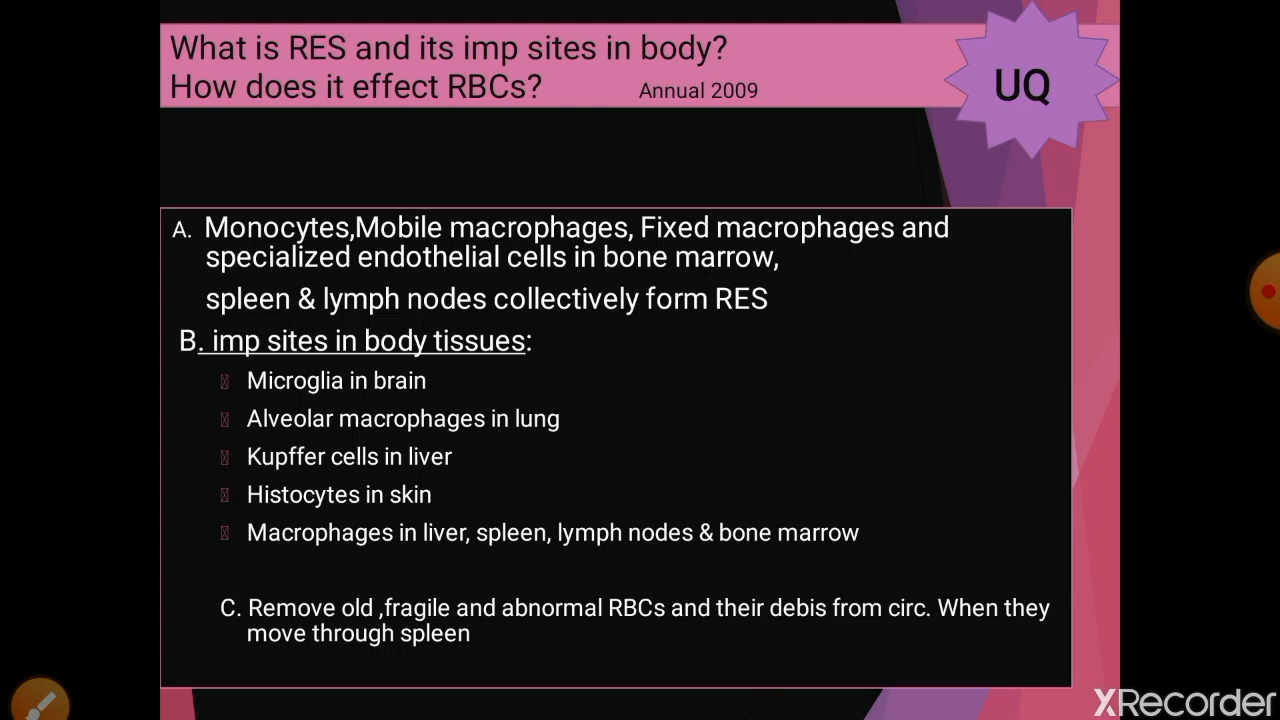 What is RES and its imp sites in body?
How does it effect RBCs? Annual 2009
UQ
A. Monocytes,Mobile macrophages, Fixed macrophages and
specialized endothelial cells in bone marrow,
spleen & lymph nodes collectively form RES
B. imp sites in body tissues:
Microglia in brain
Alveolar macrophages in lung
Kupffer cells in liver
Histocytes in skin
Macrophages in liver, spleen, lymph nodes & bone marrow
C. Remove old ,fragile and abnormal RBCs and their debis from circ. When they
move through spleen
XRecorder